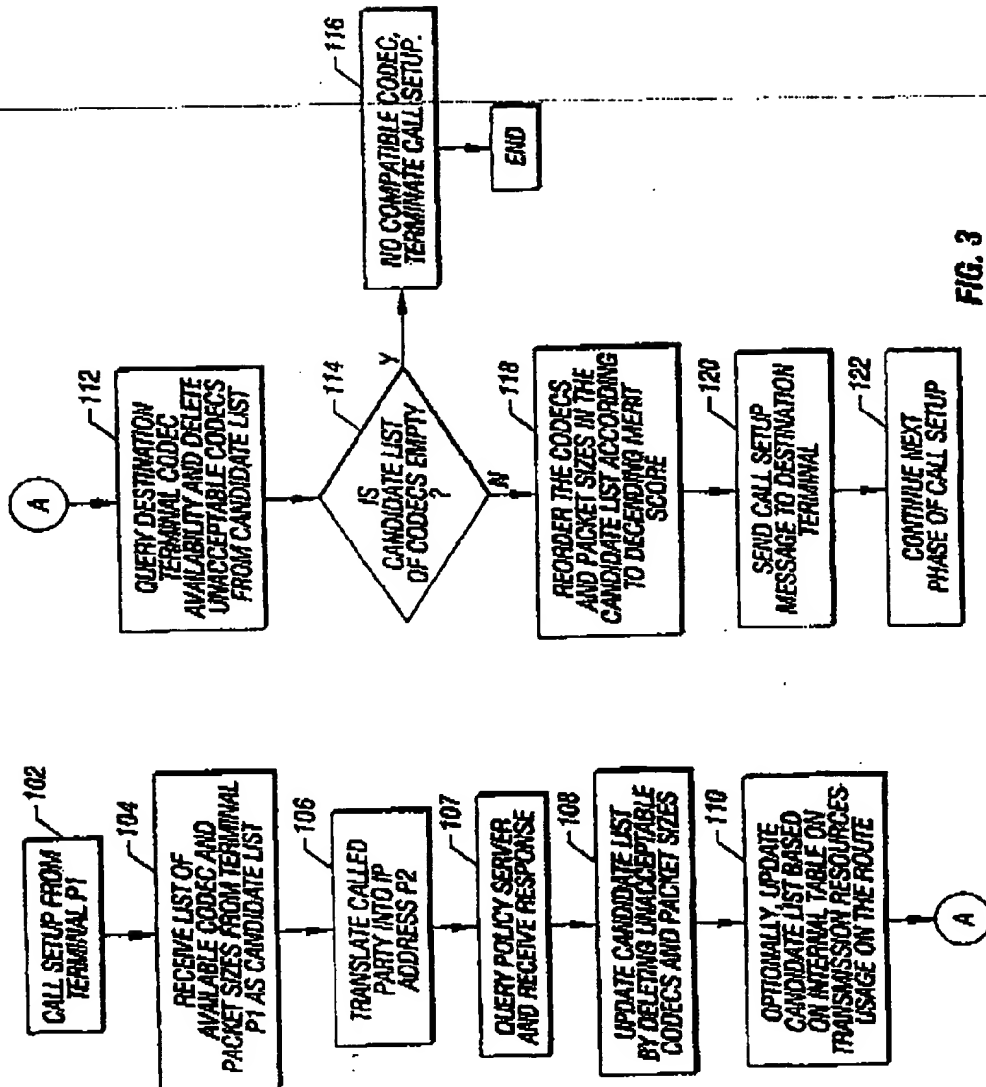 102
CALL SETUP FROM
TERMINAL P1
104
RECEIVE LIST OF
AVAILABLE CODEC AND
PACKET SIZES FROM TERMINAL
P1 AS CANDIDATE LIST
106
TRANSLATE CALLED
PARTY INTO IP
ADDRESS P2
107
QUERY POLICY SERVER
AND RECEIVE RESPONSE
108
UPDATE CANDIDATE LIST
BY DELETING UNACCEPTABLE
CODECS AND PACKET SIZES
110
OPTIONALLY, UPDATE
CANDIDATE LIST BASED
ON INTERNAL TABLE ON
TRANSMISSION RESOURCES
USAGE ON THE ROUTE
A
A
112
QUERY DESTINATION
TERMINAL CODEC
AVAILABILITY AND DELETE
UNACCEPTABLE CODECS
FROM CANDIDATE LIST
114
IS
CANDIDATE LIST
OF CODECS EMPTY
?
Y
N
116
NO COMPATIBLE CODEC,
TERMINATE CALL SETUP.
END
118
REORDER THE CODECS
AND PACKET SIZES IN THE
CANDIDATE LIST ACCORDING
TO DECENDING MERIT
SCORE
120
SEND CALL SETUP
MESSAGE TO DESTINATION
TERMINAL
122
CONTINUE NEXT
PHASE OF CALL SETUP
FIG. 3